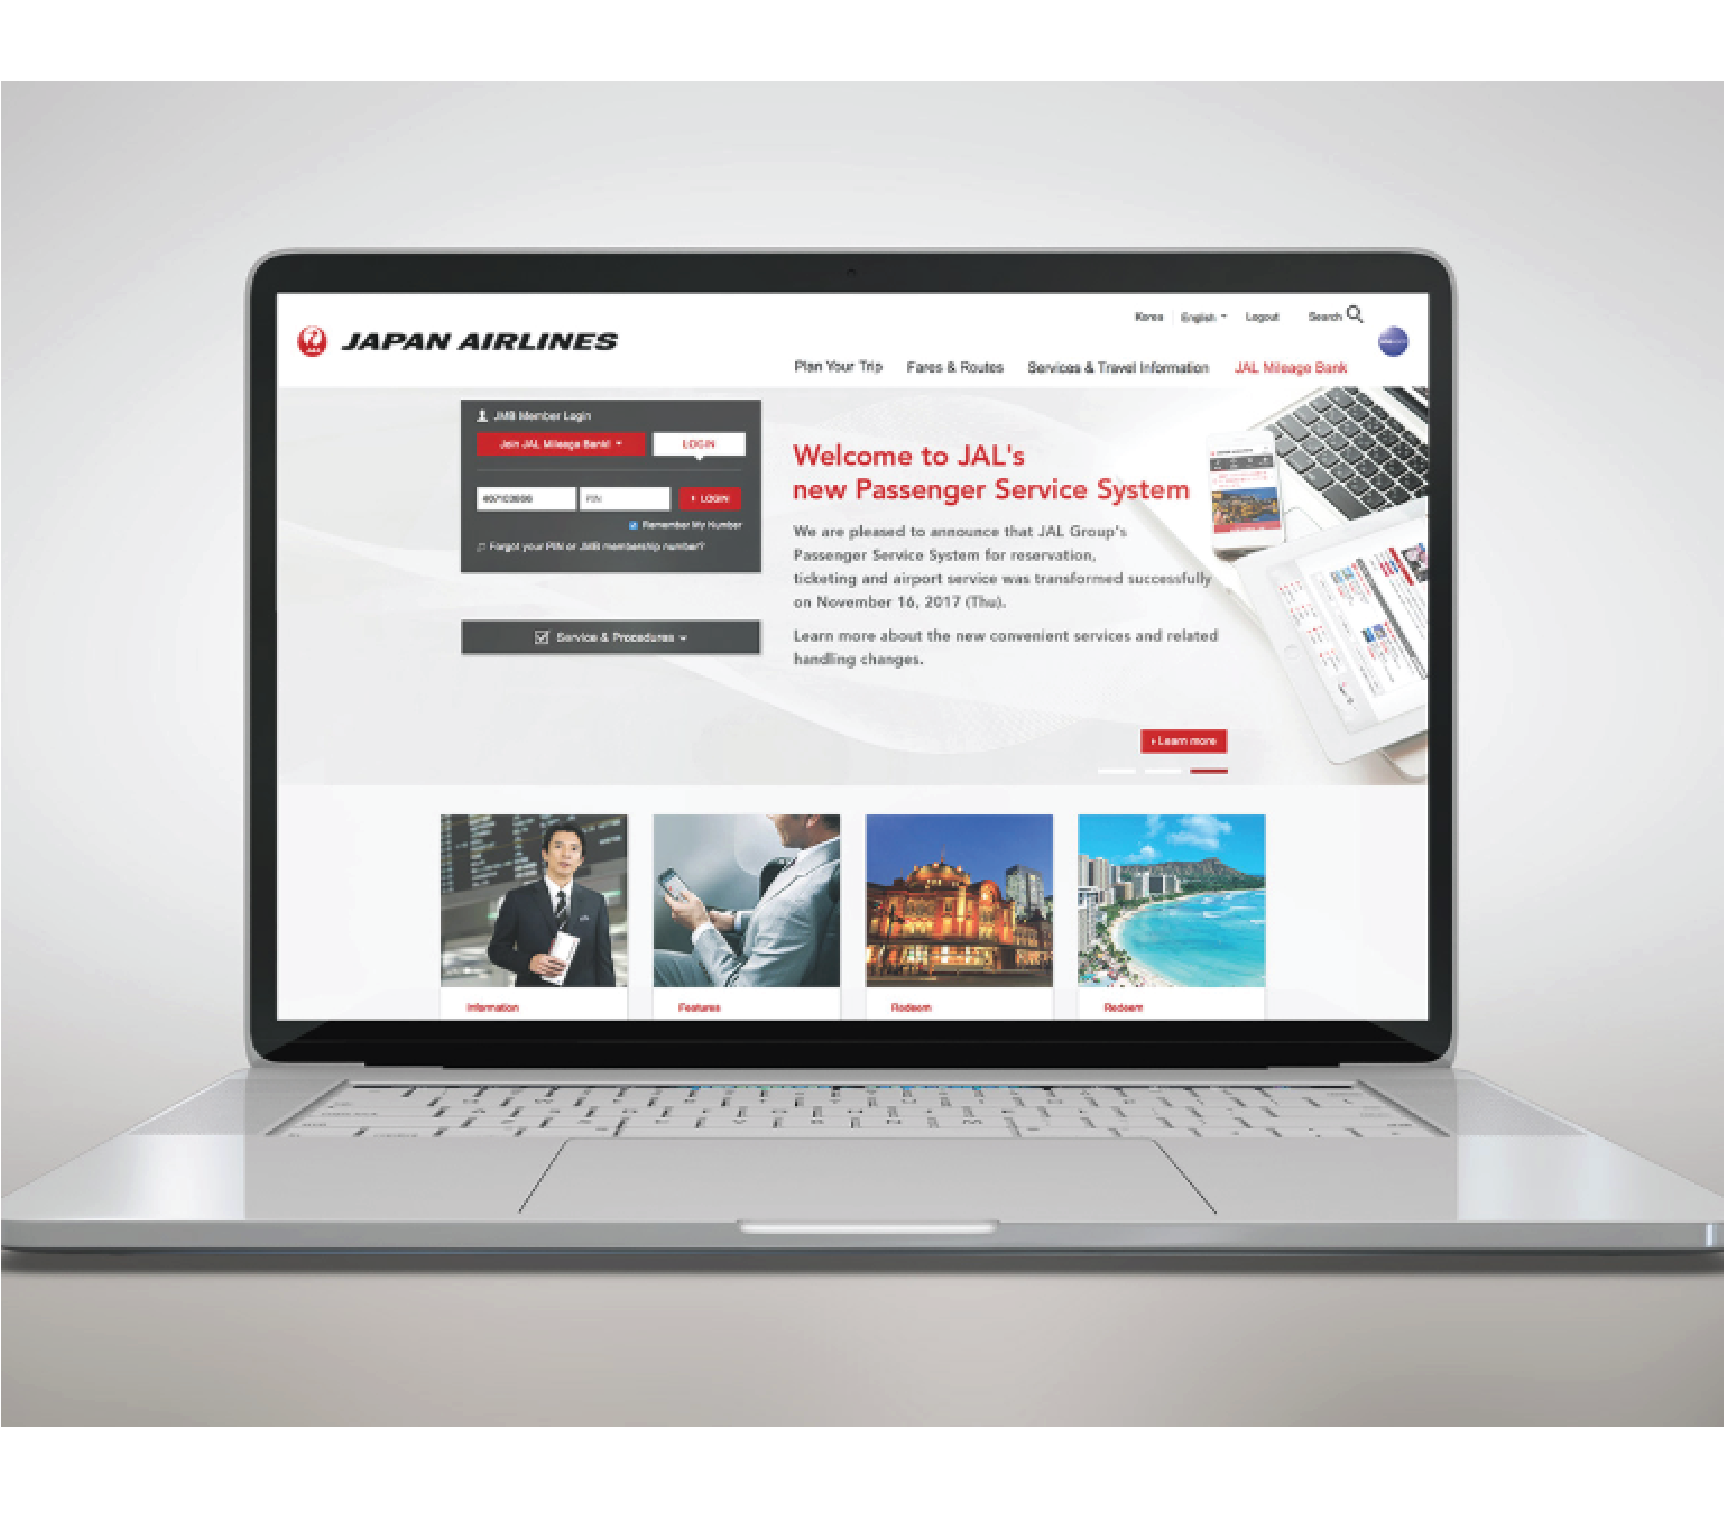 Korea English Logout Search
JAPAN AIRLINES
JAL
Plan Your Trip Fares & Routes Services & Travel Information JAL Mileage Bank
JMB Member Login
Join JAL Mileage Bank! LOGIN
PIN LOGIN
Remember My Number
Forgot your PIN or JMB membership number?
Service & Procedures
Welcome to JAL's
new Passenger Service System
We are pleased to announce that JAL Group's
Passenger Service System for reservation,
ticketing and airport service was transformed successfully
on November 16, 2017 (Thu).
Learn more about the new convenient services and related
handling changes.
Learn more
Information Features Redeem Redeem